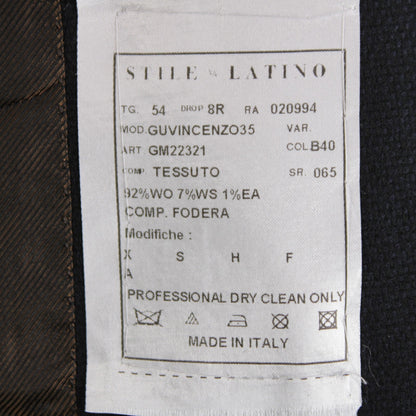 STILE LATINO
TG. 54 DROP 8R RA 020994
MOD. GUVINCENZO35 VAR.
ART GM22321 COL. B40
COMP. TESSUTO SR. 065
92%WO 7%WS 1%EA
COMP. FODERA
Modifiche :
X S H F
A
PROFESSIONAL DRY CLEAN ONLY
MADE IN ITALY